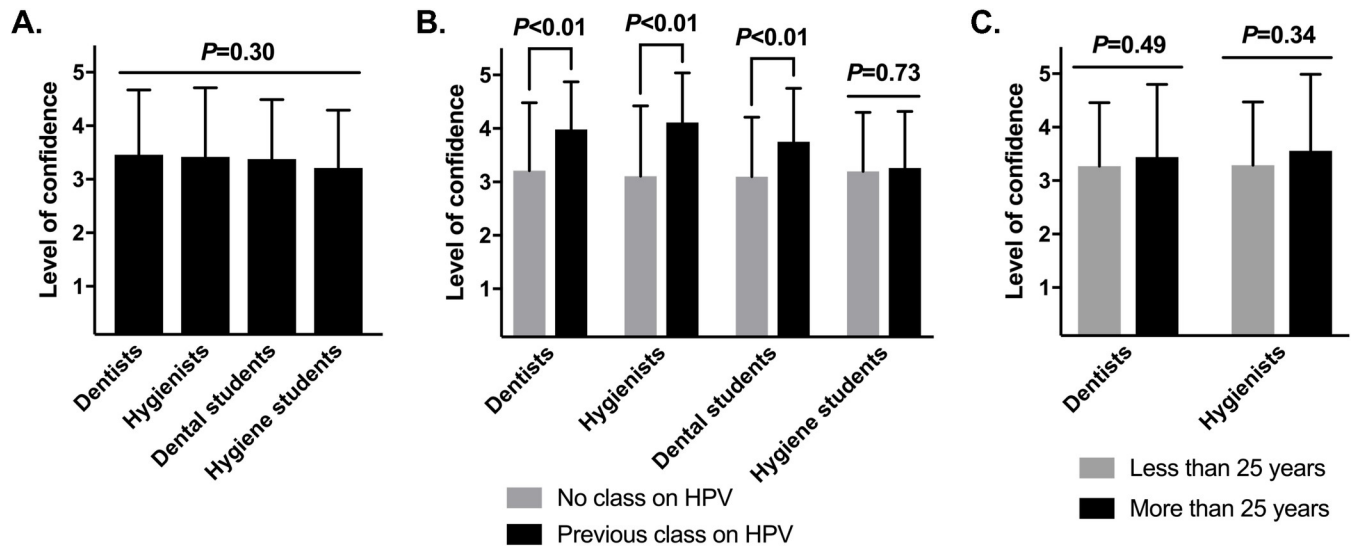 A.
P=0.30
Level of confidence
5
4
3
2
1
Dentists
Hygienists
Dental students
Hygiene students
B.
P<0.01
P<0.01
P<0.01
P=0.73
Level of confidence
5
4
3
2
1
Dentists
Hygienists
Dental students
Hygiene students
No class on HPV
Previous class on HPV
C.
P=0.49
P=0.34
Level of confidence
5
4
3
2
1
Dentists
Hygienists
Less than 25 years
More than 25 years